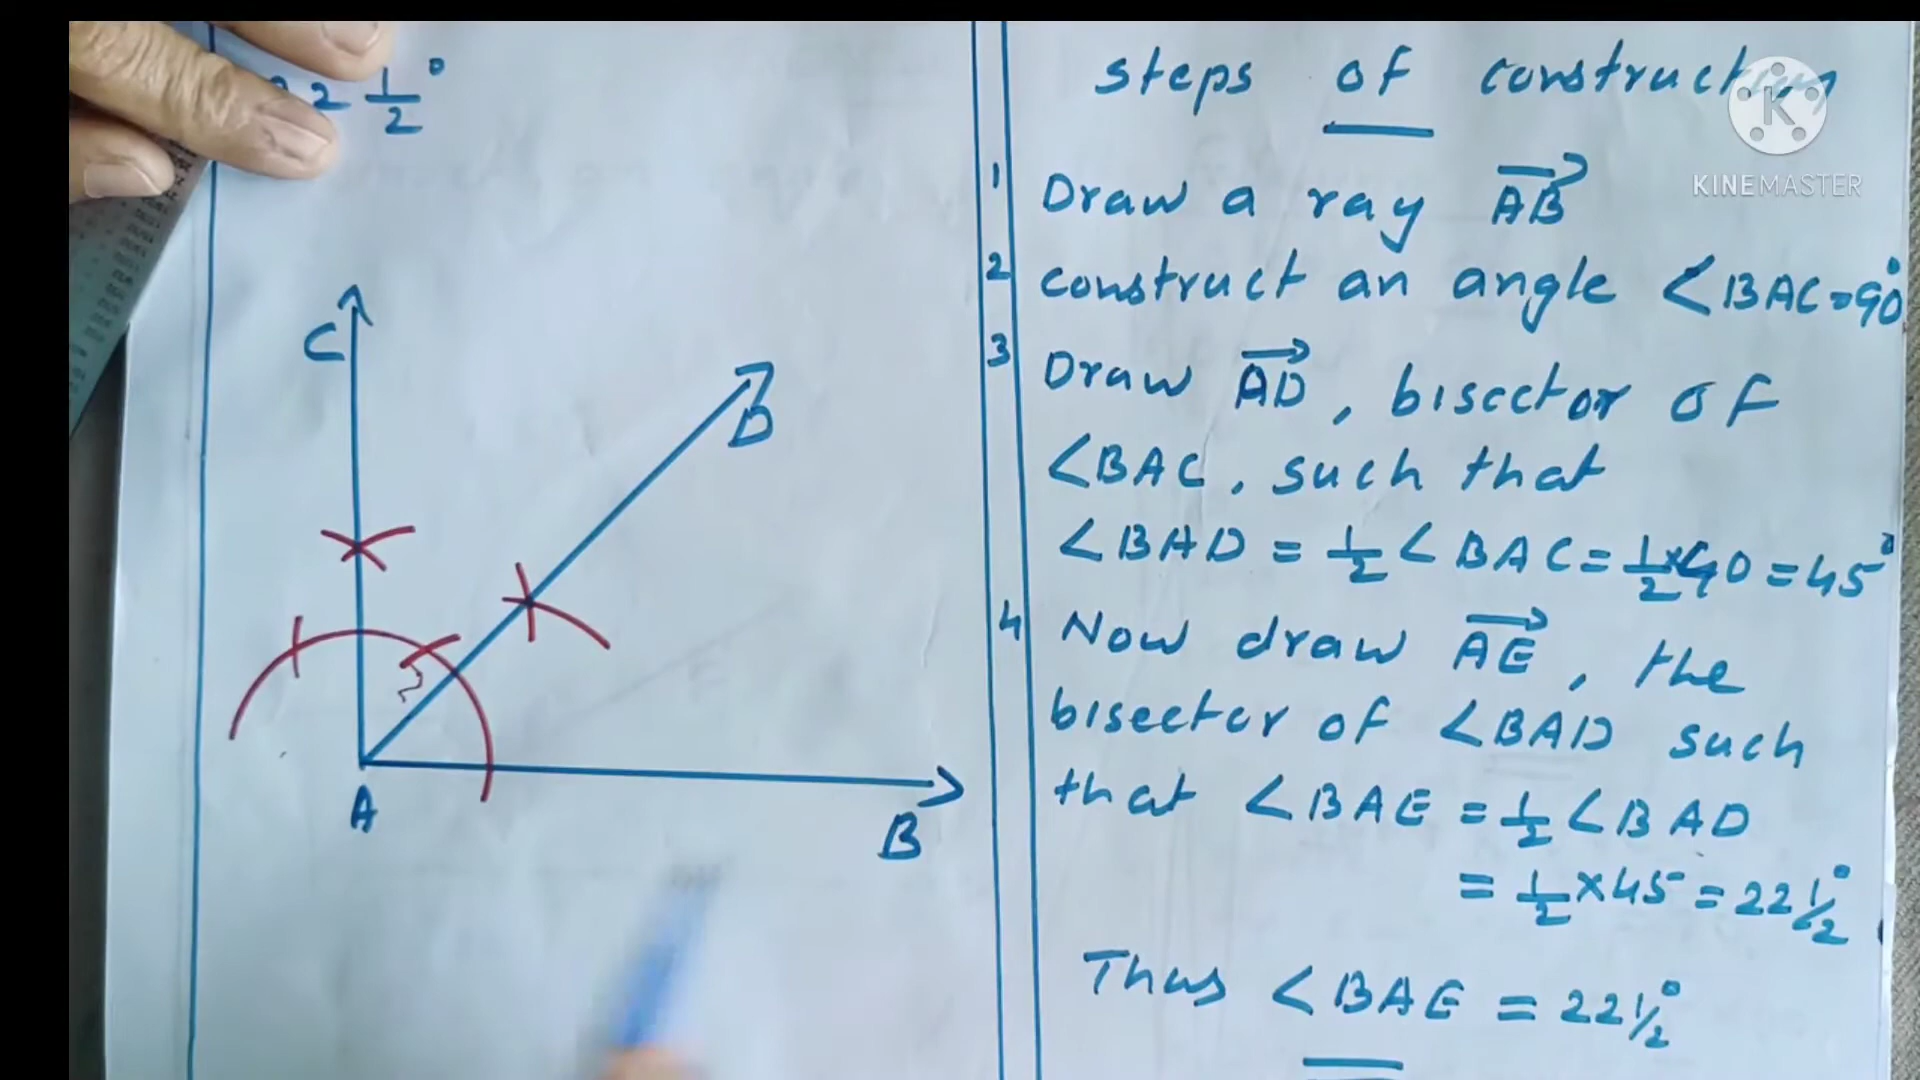 2 1/2°
C
D
A
B
steps of construction
KINEMASTER
1 Draw a ray AB
2 construct an angle ∠BAC=90°
3 Draw AD, bisector of
∠BAC, such that
∠BAD = 1/2 ∠BAC = 1/2×90 = 45°
4 Now draw AE, the
bisector of ∠BAD such
that ∠BAE = 1/2 ∠BAD
= 1/2 × 45 = 22 1/2°
Thus ∠BAE = 22 1/2°